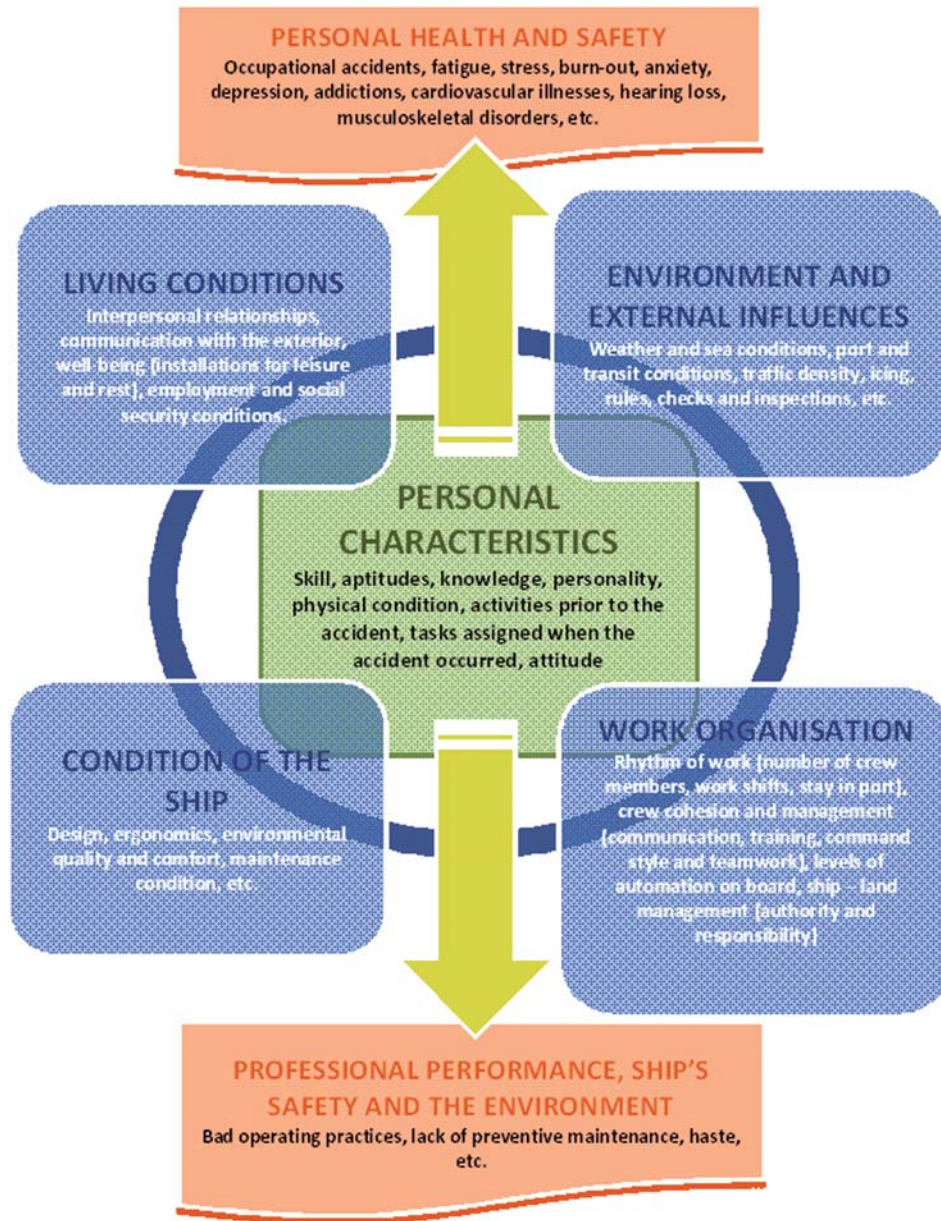 PERSONAL HEALTH AND SAFETY
Occupational accidents, fatigue, stress, burn-out, anxiety,
depression, addictions, cardiovascular illnesses, hearing loss,
musculoskeletal disorders, etc.
LIVING CONDITIONS
Interpersonal relationships,
communication with the exterior,
well-being (installations for leisure
and rest), employment and social
security conditions.
ENVIRONMENT AND
EXTERNAL INFLUENCES
Weather and sea conditions, port and
transit conditions, traffic density, icing,
rules, checks and inspections, etc.
PERSONAL
CHARACTERISTICS
Skill, aptitudes, knowledge, personality,
physical condition, activities prior to the
accident, tasks assigned when the
accident occurred, attitude
CONDITION OF THE
SHIP
Design, ergonomics, environmental
quality and comfort, maintenance
condition, etc.
WORK ORGANISATION
Rhythm of work (number of crew
members, work shifts, stay in port),
crew cohesion and management
(communication, training, command
style and teamwork), levels of
automation on board, ship – land
management (authority and
responsibility)
PROFESSIONAL PERFORMANCE, SHIP'S
SAFETY AND THE ENVIRONMENT
Bad operating practices, lack of preventive maintenance, haste,
etc.